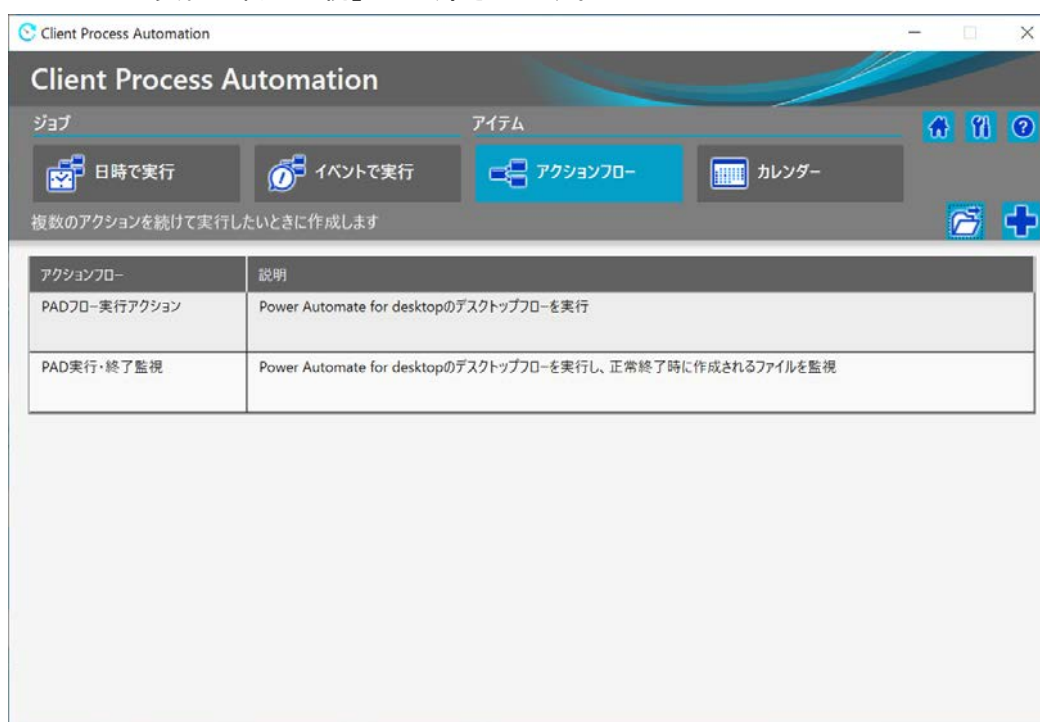 Client Process Automation
Client Process Automation
ジョブ
アイテム
日時で実行
イベントで実行
アクションフロー
カレンダー
複数のアクションを続けて実行したいときに作成します
アクションフロー
説明
PADフロー実行アクション
Power Automate for desktopのデスクトップフローを実行
PAD実行・終了監視
Power Automate for desktopのデスクトップフローを実行し、正常終了時に作成されるファイルを監視